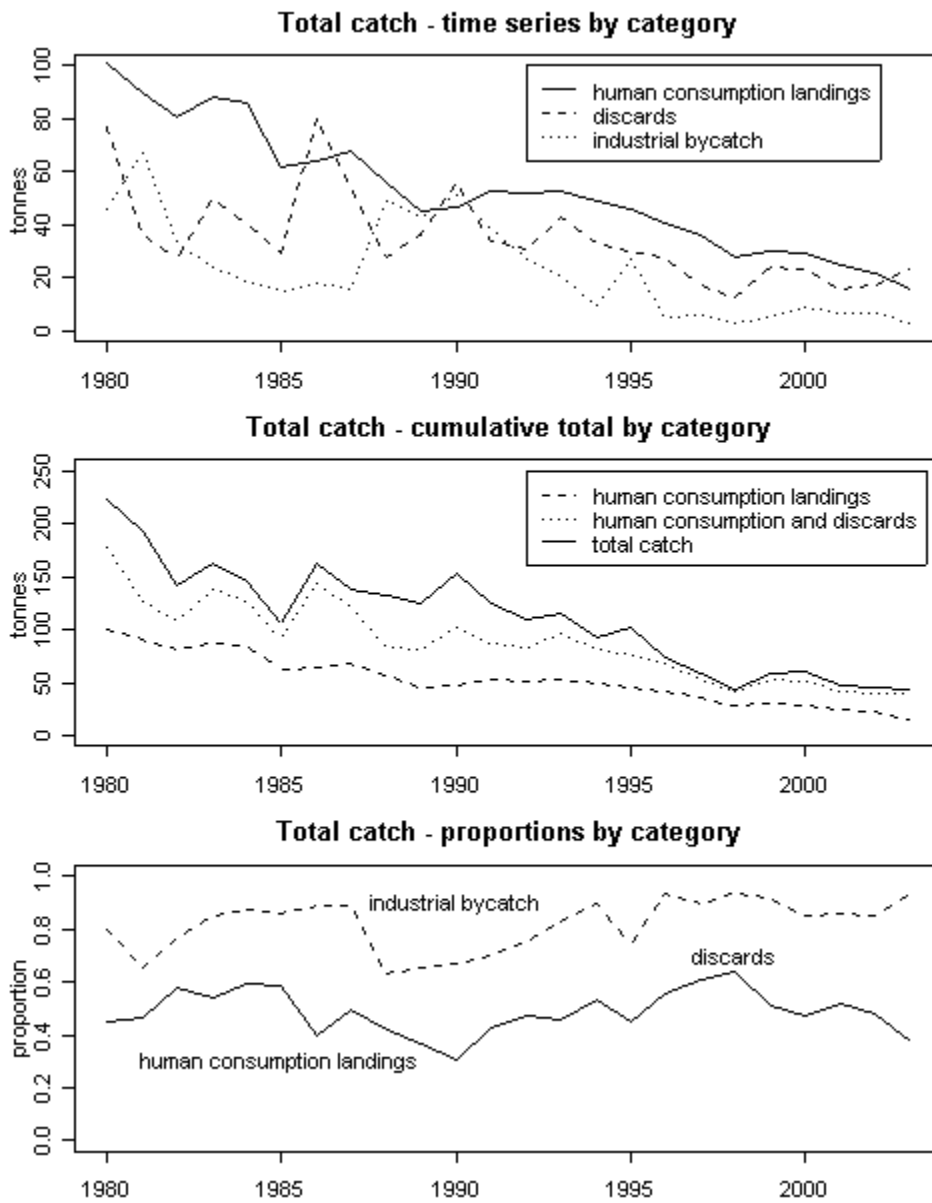 Total catch - time series by category
100
80
60
40
20
0
tonnes
human consumption landings
discards
industrial bycatch
1980 1985 1990 1995 2000
Total catch - cumulative total by category
250
200
150
100
50
0
tonnes
human consumption landings
human consumption and discards
total catch
1980 1985 1990 1995 2000
Total catch - proportions by category
1.0
0.8
0.6
0.4
0.2
0.0
proportion
industrial bycatch
discards
human consumption landings
1980 1985 1990 1995 2000